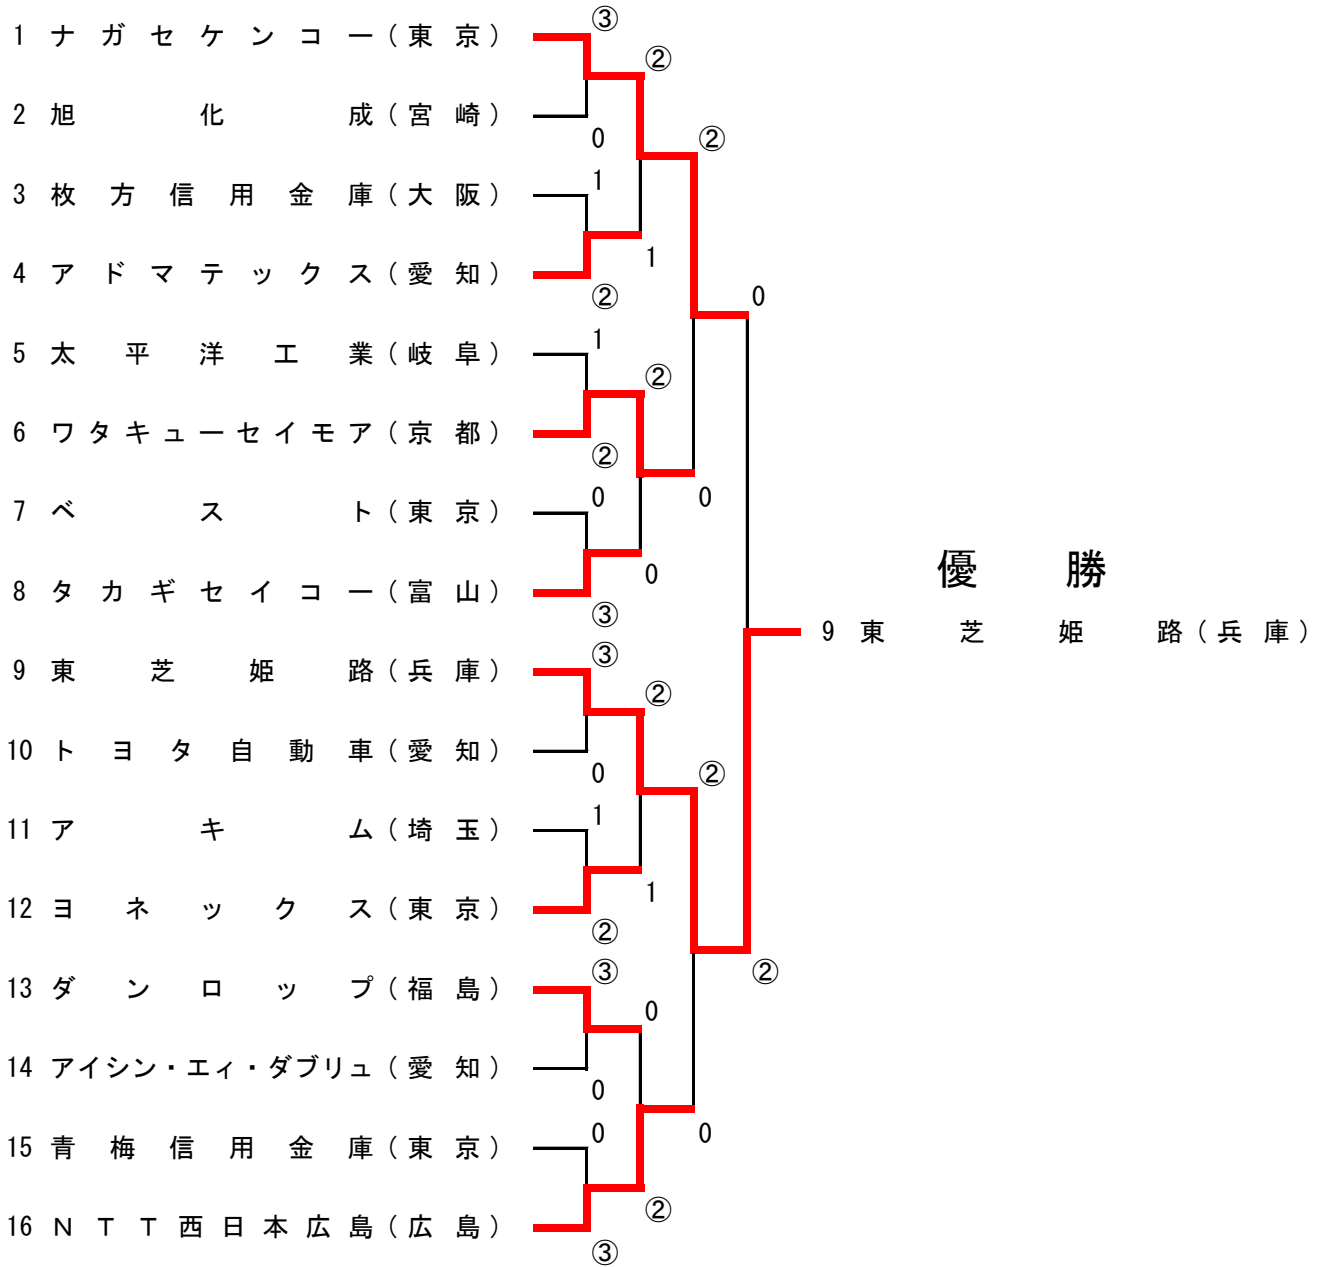 ③
1 ナガセケンコー(東京)
②
2 旭化成(宮崎)
0
②
1
3 枚方信用金庫(大阪)
1
4 アドマテックス(愛知)
②
0
1
5 太平洋工業(岐阜)
②
6 ワタキューセイモア(京都)
②
0
0
7 ベスト(東京)
0
8 タカギセイコー(富山)
③
優勝
9 東芝姫路(兵庫)
③
9 東芝姫路(兵庫)
②
10 トヨタ自動車(愛知)
0
②
1
11 アキム(埼玉)
1
12 ヨネックス(東京)
②
③
②
13 ダンロップ(福島)
0
14 アイシン・エィ・ダブリュ(愛知)
0
0
0
15 青梅信用金庫(東京)
②
16 NTT西日本広島(広島)
③